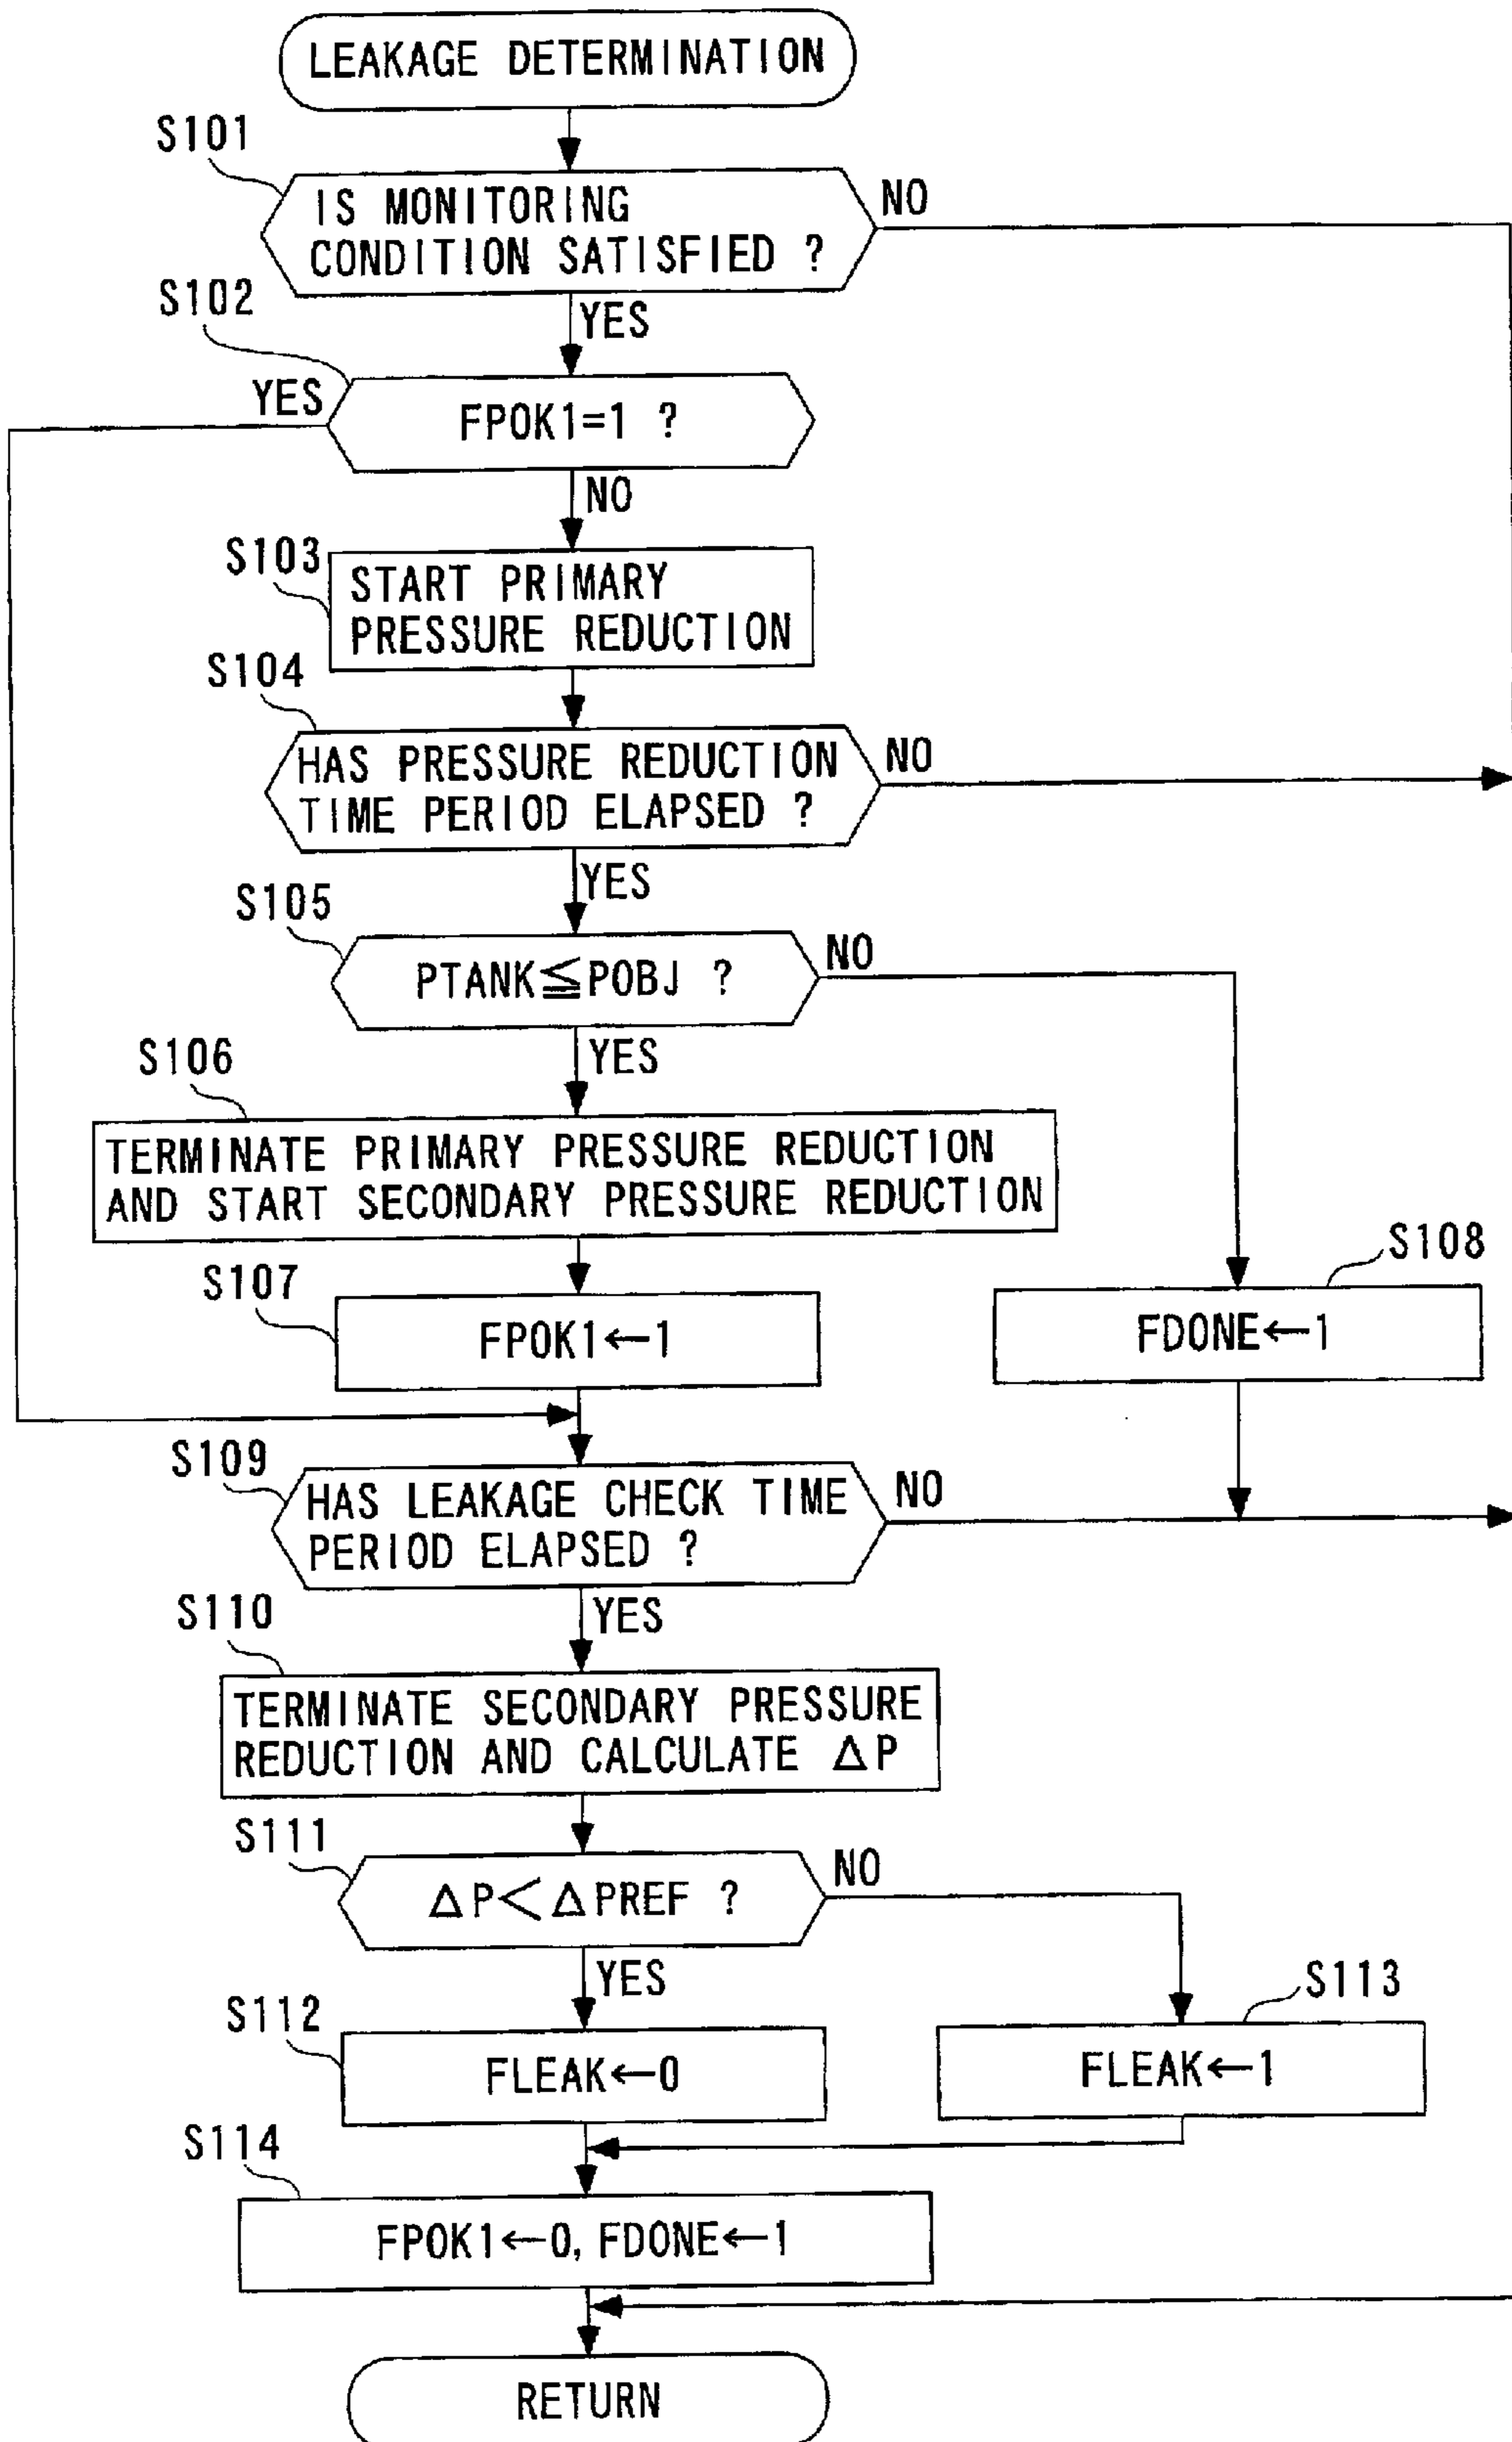 LEAKAGE DETERMINATION
S101
IS MONITORING
CONDITION SATISFIED ?
NO
YES
S102
YES
FPOK1=1 ?
NO
S103
START PRIMARY
PRESSURE REDUCTION
S104
HAS PRESSURE REDUCTION
TIME PERIOD ELAPSED ?
NO
YES
S105
PTANK≦POBJ ?
NO
YES
S106
TERMINATE PRIMARY PRESSURE REDUCTION
AND START SECONDARY PRESSURE REDUCTION
S107
FPOK1←1
S108
FDONE←1
S109
HAS LEAKAGE CHECK TIME
PERIOD ELAPSED ?
NO
YES
S110
TERMINATE SECONDARY PRESSURE
REDUCTION AND CALCULATE ΔP
S111
ΔP<ΔPREF ?
NO
YES
S112
FLEAK←0
S113
FLEAK←1
S114
FPOK1←0, FDONE←1
RETURN